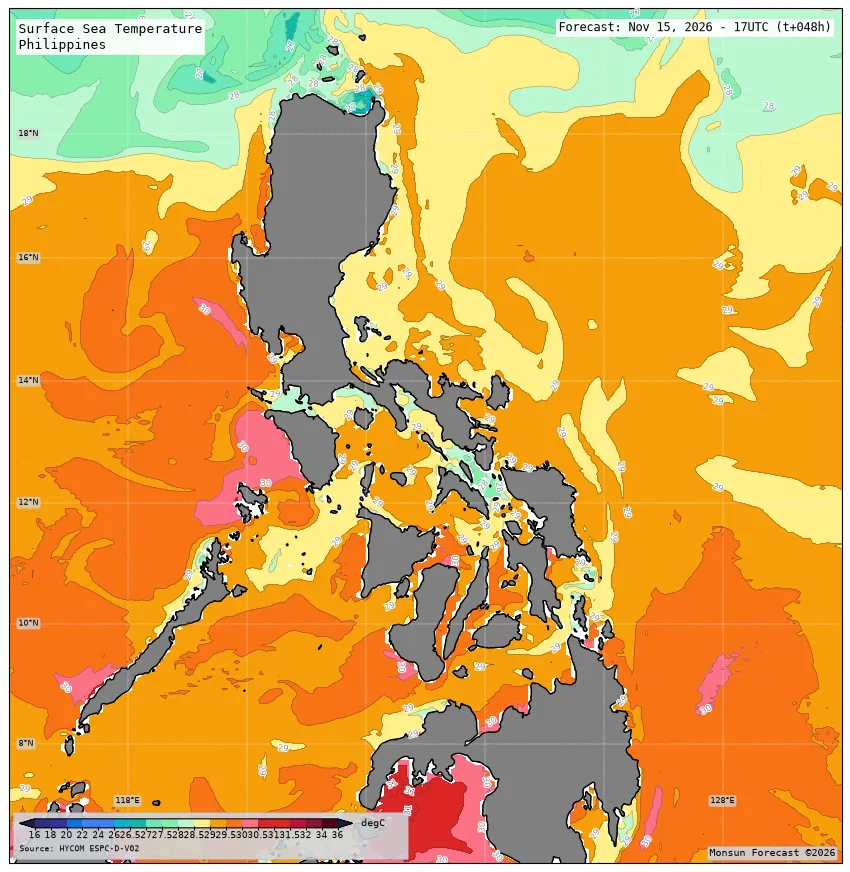 Surface Sea Temperature
Philippines
Forecast: Nov 15, 2026 - 17UTC (t+048h)
18°N
16°N
14°N
12°N
10°N
8°N
118°E
128°E
16 18 20 22 24 26 26.5 27 27.5 28 28.5 29 29.5 30 30.5 31 31.5 32 34 36 degC
Source: HYCOM ESPC-D-V02
Monsun Forecast ©2026